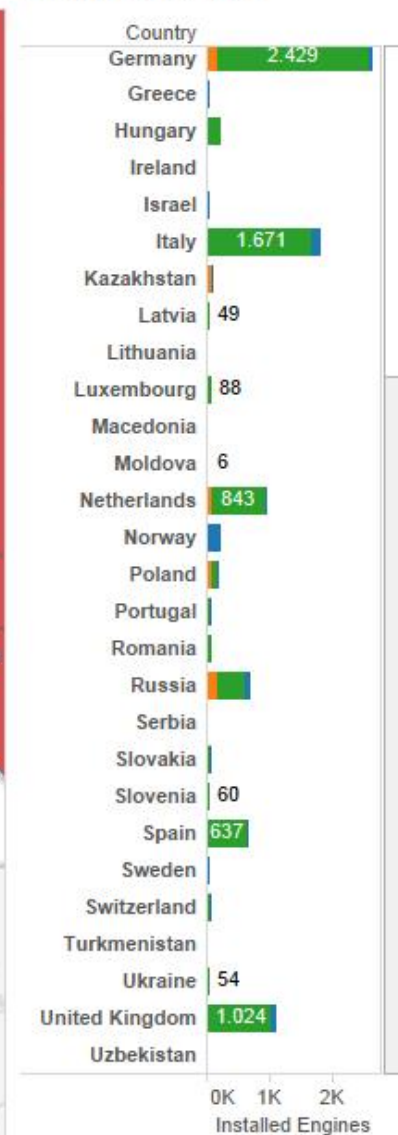 Country
Germany 2.429
Greece
Hungary
Ireland
Israel
Italy 1.671
Kazakhstan
Latvia 49
Lithuania
Luxembourg 88
Macedonia
Moldova 6
Netherlands 843
Norway
Poland
Portugal
Romania
Russia
Serbia
Slovakia
Slovenia 60
Spain 637
Sweden
Switzerland
Turkmenistan
Ukraine 54
United Kingdom 1.024
Uzbekistan
0K 1K 2K
Installed Engines